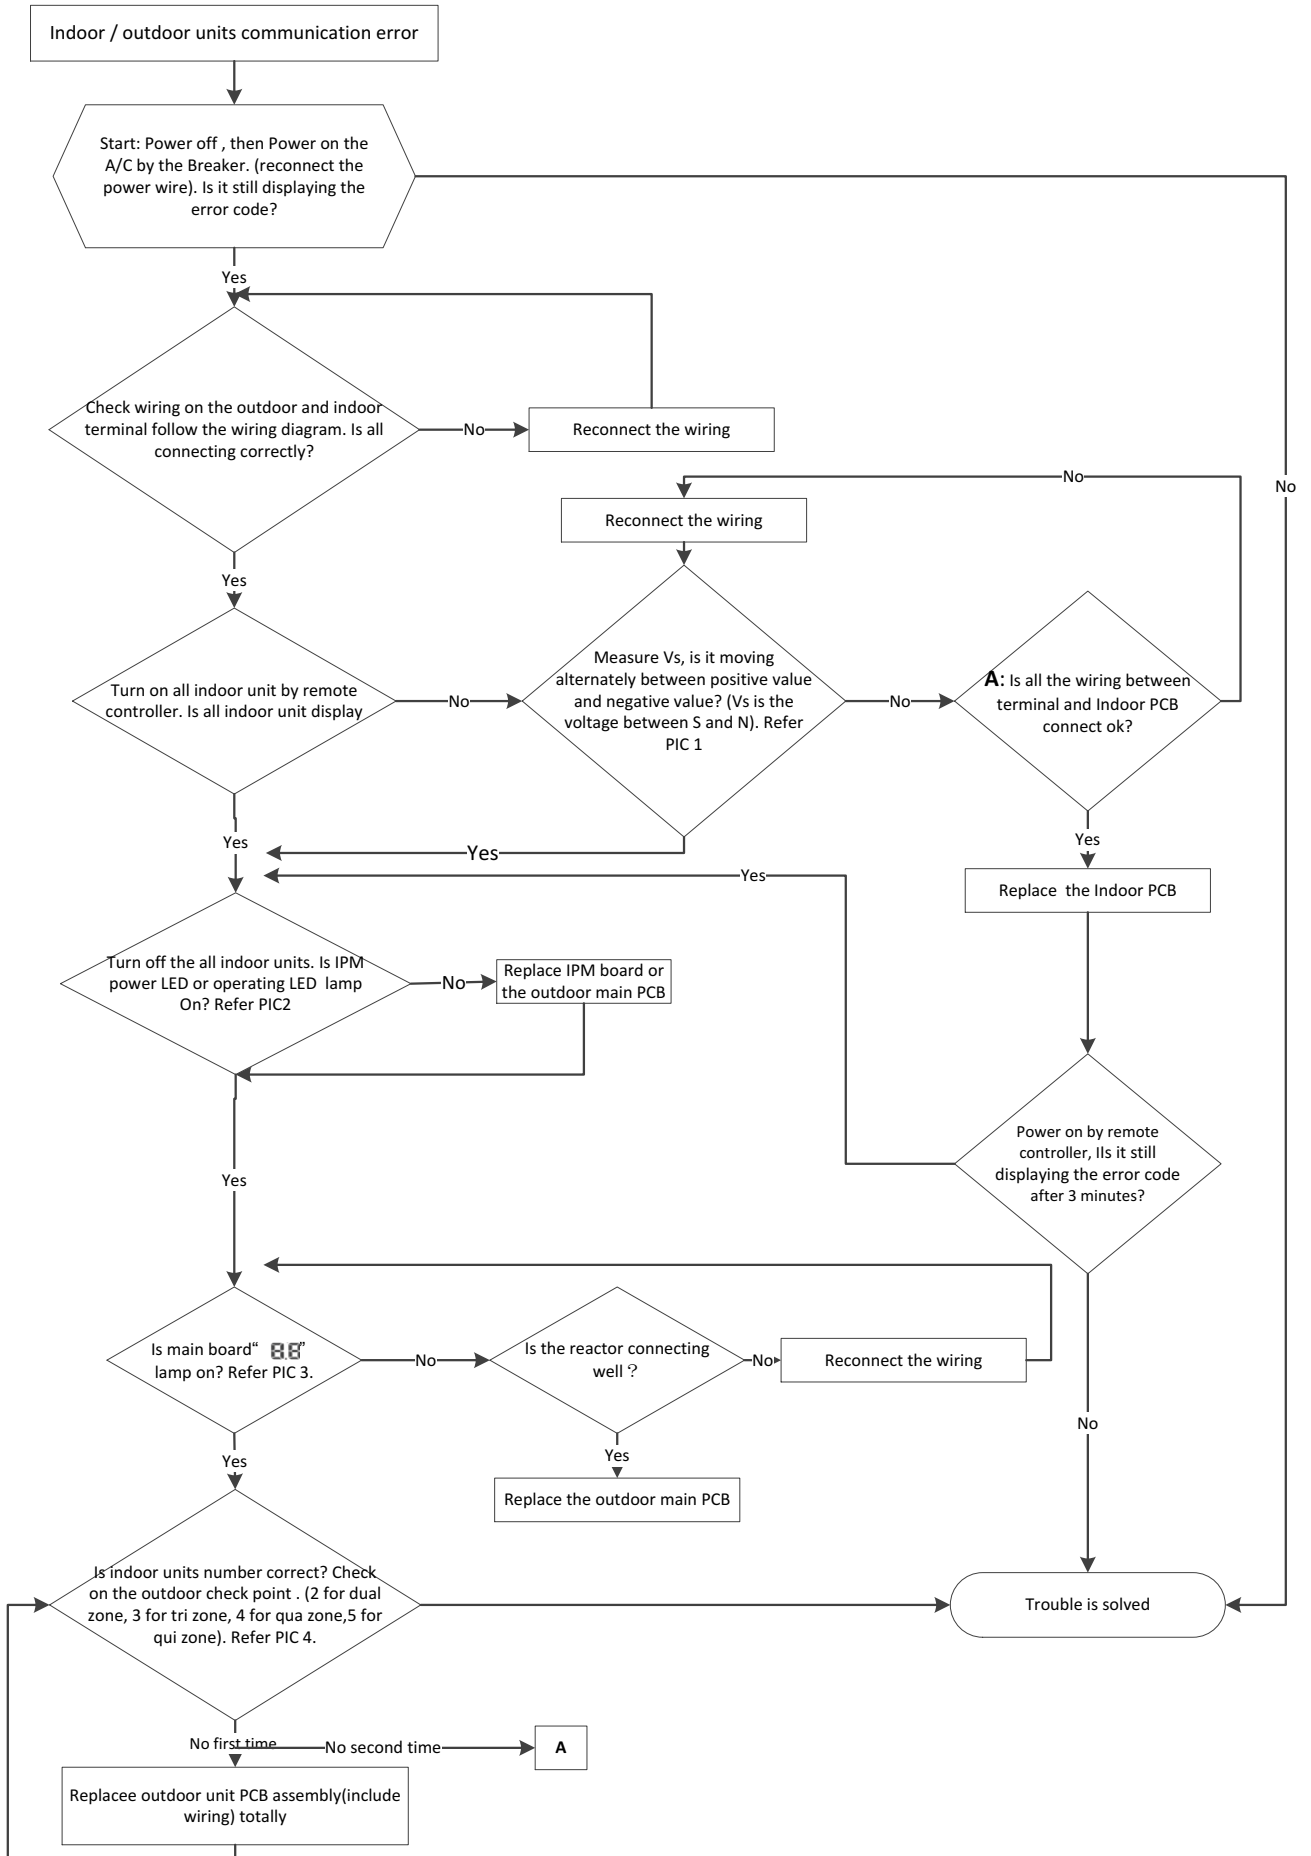 Indoor / outdoor units communication error
Start: Power off , then Power on the
A/C by the Breaker. (reconnect the
power wire). Is it still displaying the
error code?
Yes
Check wiring on the outdoor and indoor
terminal follow the wiring diagram. Is all
connecting correctly?
No
Reconnect the wiring
No
No
Reconnect the wiring
Yes
Turn on all indoor unit by remote
controller. Is all indoor unit display
No
Measure Vs, is it moving
alternately between positive value
and negative value? (Vs is the
voltage between S and N). Refer
PIC 1
No
A: Is all the wiring between
terminal and Indoor PCB
connect ok?
Yes
Yes
Yes
Yes
Replace the Indoor PCB
Turn off the all indoor units. Is IPM
power LED or operating LED lamp
On? Refer PIC2
No
Replace IPM board or
the outdoor main PCB
Power on by remote
controller, IIs it still
displaying the error code
after 3 minutes?
Yes
Is main board“ 8.8”
lamp on? Refer PIC 3.
No
Is the reactor connecting
well？
No
Reconnect the wiring
No
Yes
Yes
Replace the outdoor main PCB
Is indoor units number correct? Check
on the outdoor check point . (2 for dual
zone, 3 for tri zone, 4 for qua zone,5 for
qui zone). Refer PIC 4.
Trouble is solved
No first time
No second time
A
Replacee outdoor unit PCB assembly(include
wiring) totally